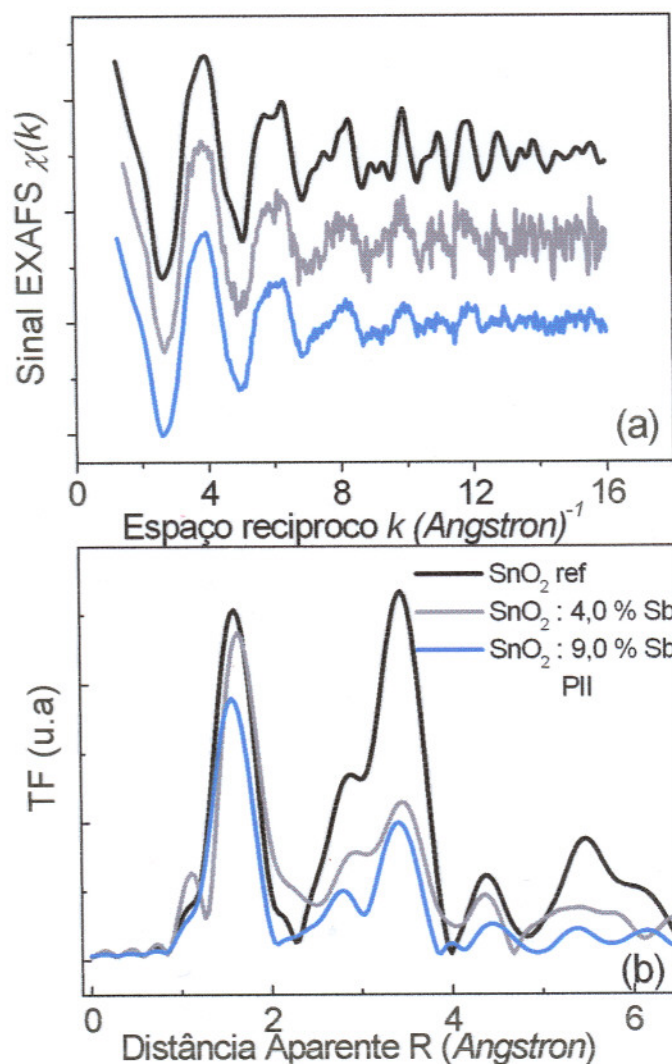 Sinal EXAFS χ(k)
(a)
0 4 8 12 16
Espaço reciproco k (Angstron)⁻¹
SnO₂ ref
SnO₂ : 4,0 % Sb
SnO₂ : 9,0 % Sb
PII
TF (u.a)
(b)
0 2 4 6
Distância Aparente R (Angstron)